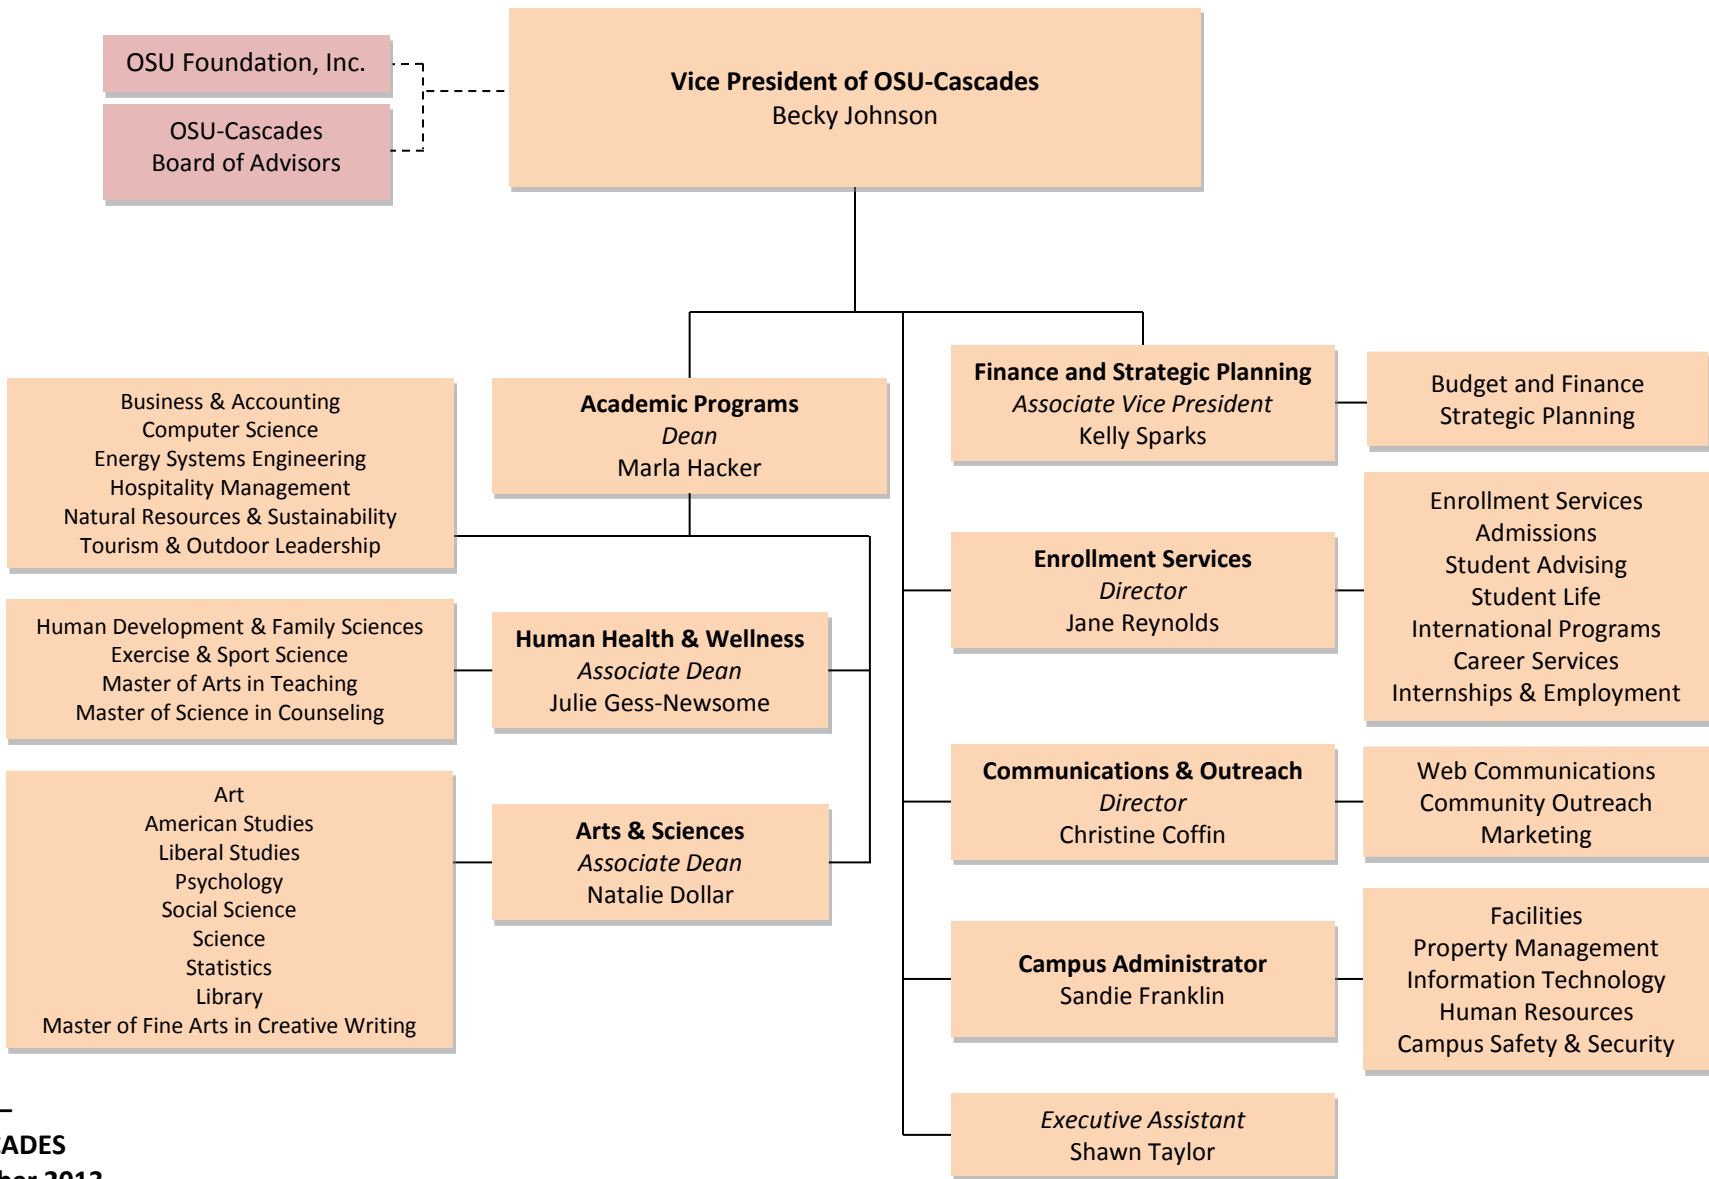 OSU Foundation, Inc.
OSU-Cascades
Board of Advisors
Vice President of OSU-Cascades
Becky Johnson
Business & Accounting
Computer Science
Energy Systems Engineering
Hospitality Management
Natural Resources & Sustainability
Tourism & Outdoor Leadership
Academic Programs
Dean
Marla Hacker
Human Development & Family Sciences
Exercise & Sport Science
Master of Arts in Teaching
Master of Science in Counseling
Human Health & Wellness
Associate Dean
Julie Gess-Newsome
Art
American Studies
Liberal Studies
Psychology
Social Science
Science
Statistics
Library
Master of Fine Arts in Creative Writing
Arts & Sciences
Associate Dean
Natalie Dollar
Finance and Strategic Planning
Associate Vice President
Kelly Sparks
Budget and Finance
Strategic Planning
Enrollment Services
Director
Jane Reynolds
Enrollment Services
Admissions
Student Advising
Student Life
International Programs
Career Services
Internships & Employment
Communications & Outreach
Director
Christine Coffin
Web Communications
Community Outreach
Marketing
Campus Administrator
Sandie Franklin
Facilities
Property Management
Information Technology
Human Resources
Campus Safety & Security
Executive Assistant
Shawn Taylor